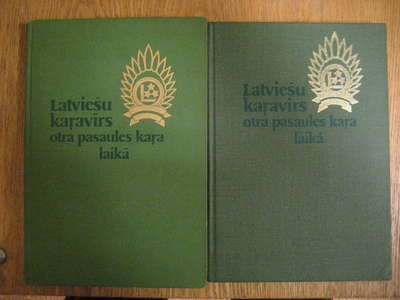 Latviešu
kaŗavīrs
otra pasaules kaŗa
laikā
Latviešu
kaŗavīrs
otra pasaules kaŗa
laikā